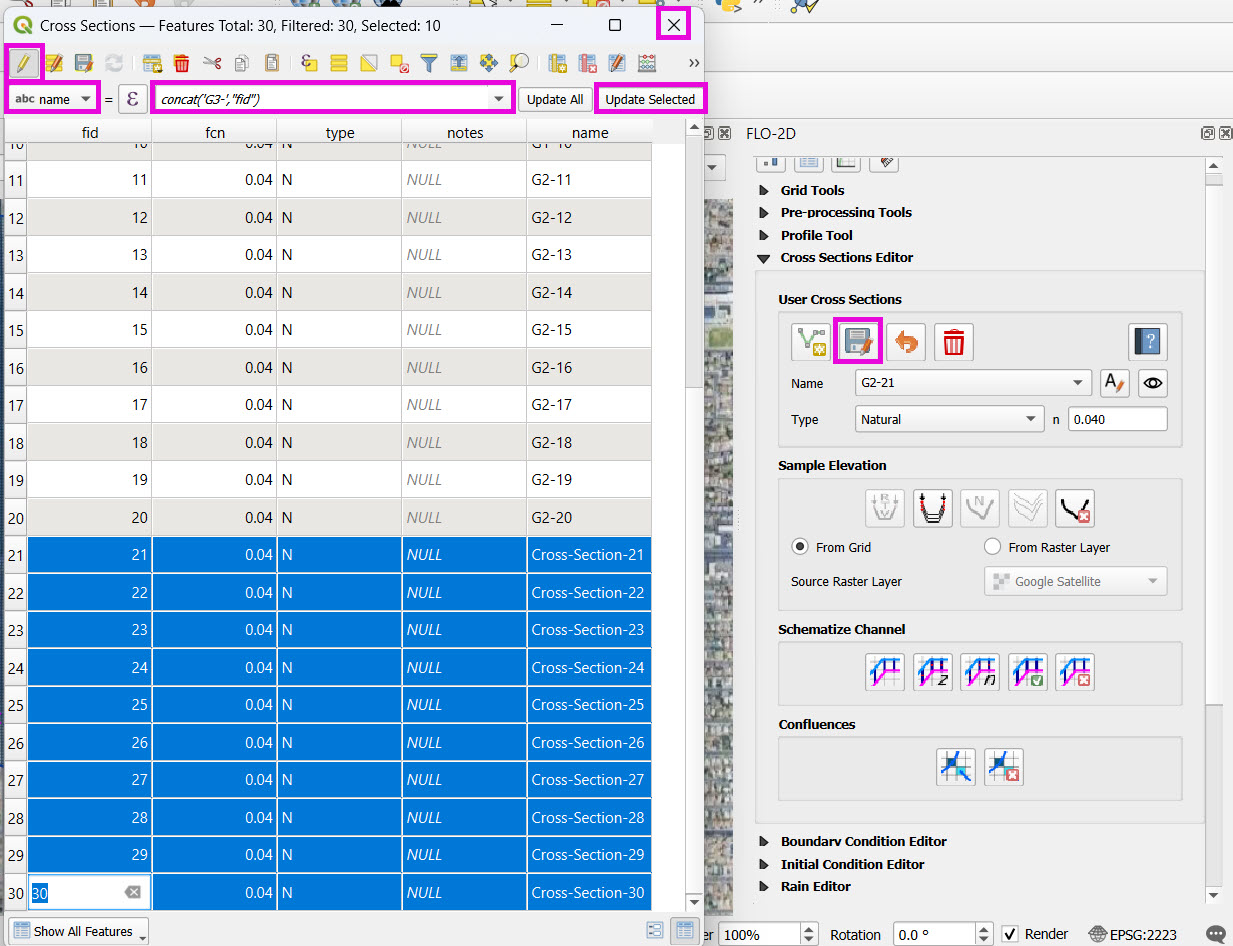 Cross Sections — Features Total: 30, Filtered: 30, Selected: 10
abc name = ε concat('G3-',"fid") Update All Update Selected
fid fcn type notes name
10 10 0.04 N NULL G1-10
11 11 0.04 N NULL G2-11
12 12 0.04 N NULL G2-12
13 13 0.04 N NULL G2-13
14 14 0.04 N NULL G2-14
15 15 0.04 N NULL G2-15
16 16 0.04 N NULL G2-16
17 17 0.04 N NULL G2-17
18 18 0.04 N NULL G2-18
19 19 0.04 N NULL G2-19
20 20 0.04 N NULL G2-20
21 21 0.04 N NULL Cross-Section-21
22 22 0.04 N NULL Cross-Section-22
23 23 0.04 N NULL Cross-Section-23
24 24 0.04 N NULL Cross-Section-24
25 25 0.04 N NULL Cross-Section-25
26 26 0.04 N NULL Cross-Section-26
27 27 0.04 N NULL Cross-Section-27
28 28 0.04 N NULL Cross-Section-28
29 29 0.04 N NULL Cross-Section-29
30 30 0.04 N NULL Cross-Section-30
Show All Features
FLO-2D
Grid Tools
Pre-processing Tools
Profile Tool
Cross Sections Editor
User Cross Sections
Name G2-21
Type Natural n 0.040
Sample Elevation
From Grid From Raster Layer
Source Raster Layer Google Satellite
Schematize Channel
Confluences
Boundary Condition Editor
Initial Condition Editor
Rain Editor
er 100% Rotation 0.0 ° Render EPSG:2223